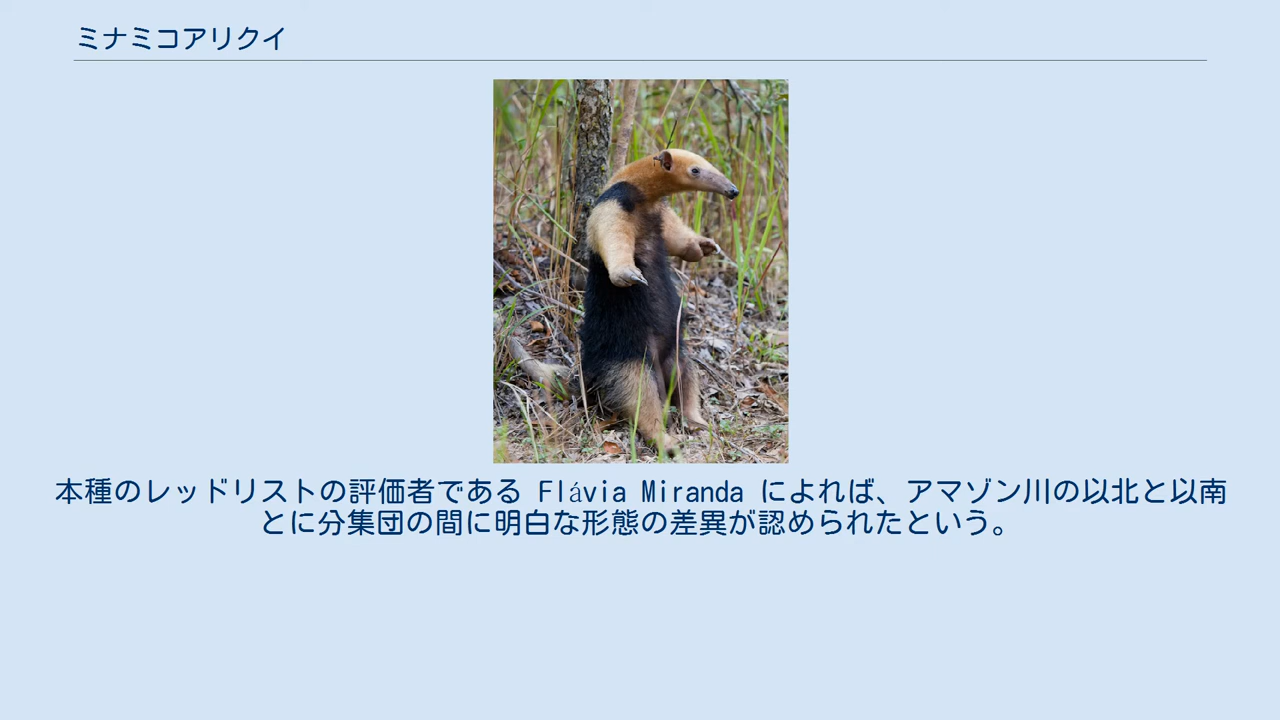 ミナミコアリクイ
本種のレッドリストの評価者である Flávia Miranda によれば、アマゾン川の以北と以南
とに分集団の間に明白な形態の差異が認められたという。